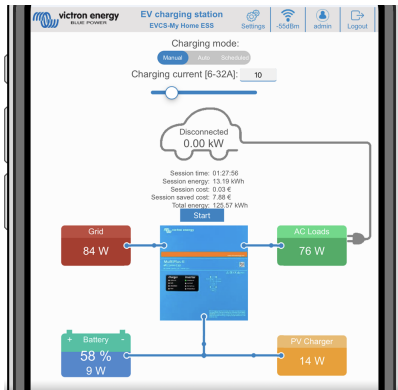 victron energy
BLUE POWER
EV charging station
EVCS-My Home ESS
Settings
-55dBm
admin
Logout
Charging mode:
Manual
Auto
Scheduled
Charging current [6-32A]:
10
Disconnected
0.00 kW
Session time: 01:27:56
Session energy: 13.19 kWh
Session cost: 0.03 €
Session saved cost: 7.88 €
Total energy: 125.57 kWh
Start
Grid
84 W
victron energy
AC Loads
76 W
+ Battery -
58 %
9 W
PV Charger
14 W